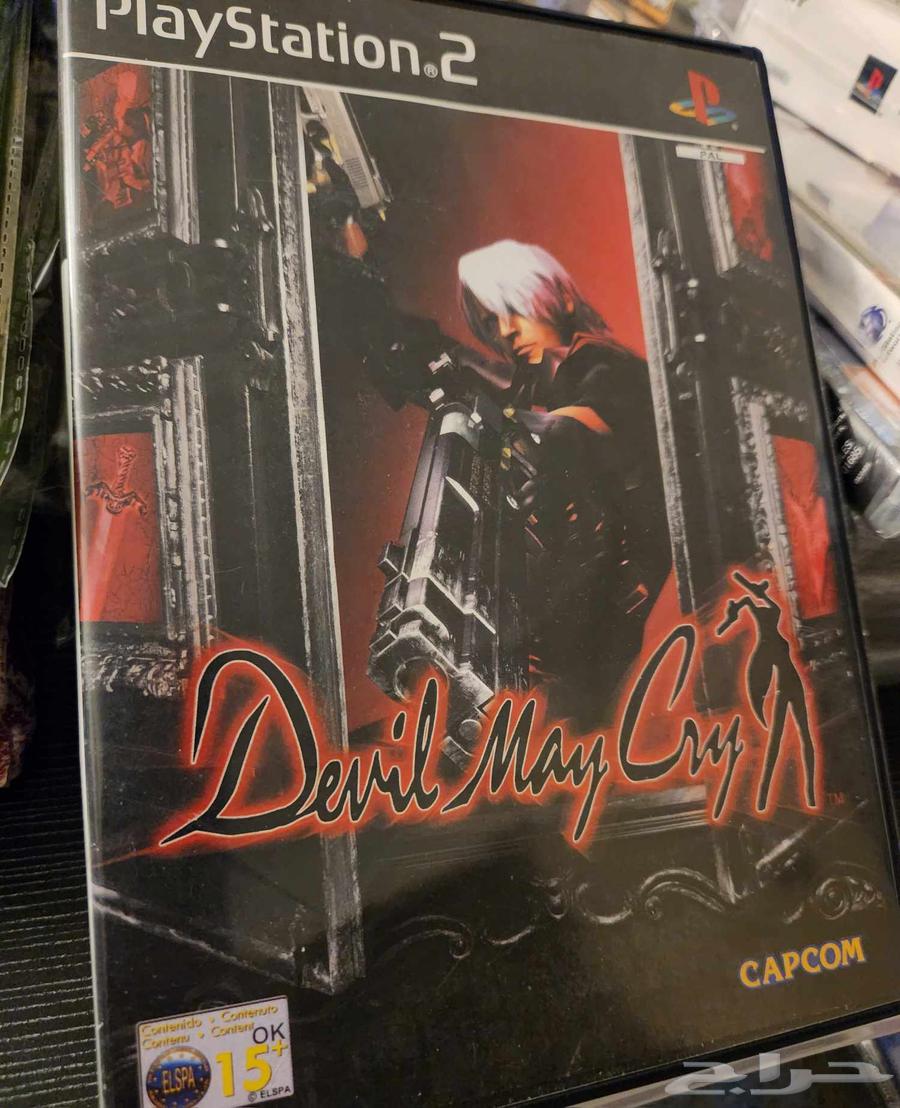 PlayStation®2
PAL
Devil May Cry
TM
CAPCOM
Contenido • Contenuto
Contenu • Content
OK
15+
ELSPA
© ELSPA
حراج